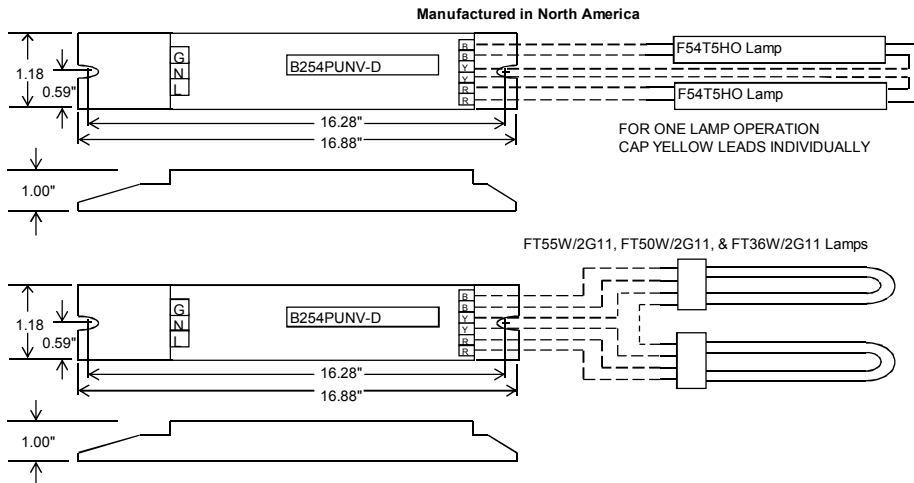 Manufactured in North America
B
B
Y
Y
R
R
G
N
L
B254PUNV-D
F54T5HO Lamp
F54T5HO Lamp
1.18
0.59"
16.28"
16.88"
FOR ONE LAMP OPERATION
CAP YELLOW LEADS INDIVIDUALLY
1.00"
FT55W/2G11, FT50W/2G11, & FT36W/2G11 Lamps
B
B
Y
Y
R
R
G
N
L
B254PUNV-D
1.18
0.59"
16.28"
16.88"
1.00"